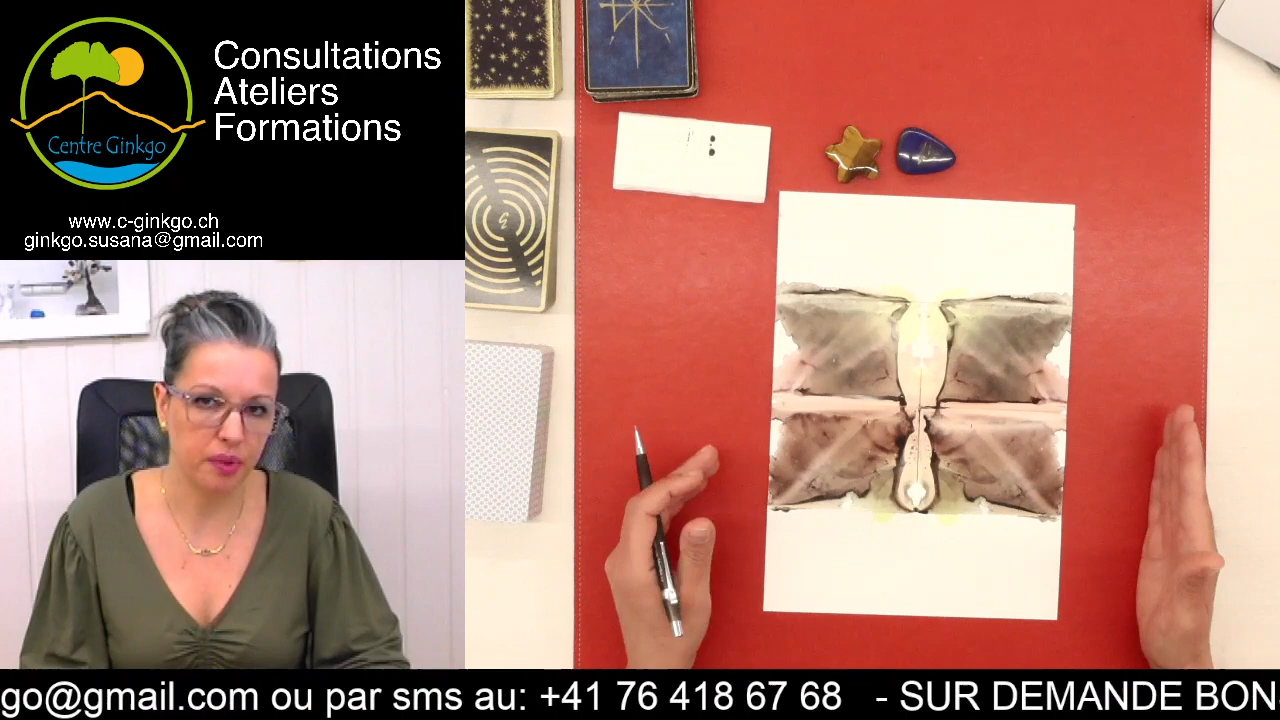 Consultations
Ateliers
Formations
Centre Ginkgo
www.c-ginkgo.ch
ginkgo.susana@gmail.com
go@gmail.com ou par sms au: +41 76 418 67 68 - SUR DEMANDE BON